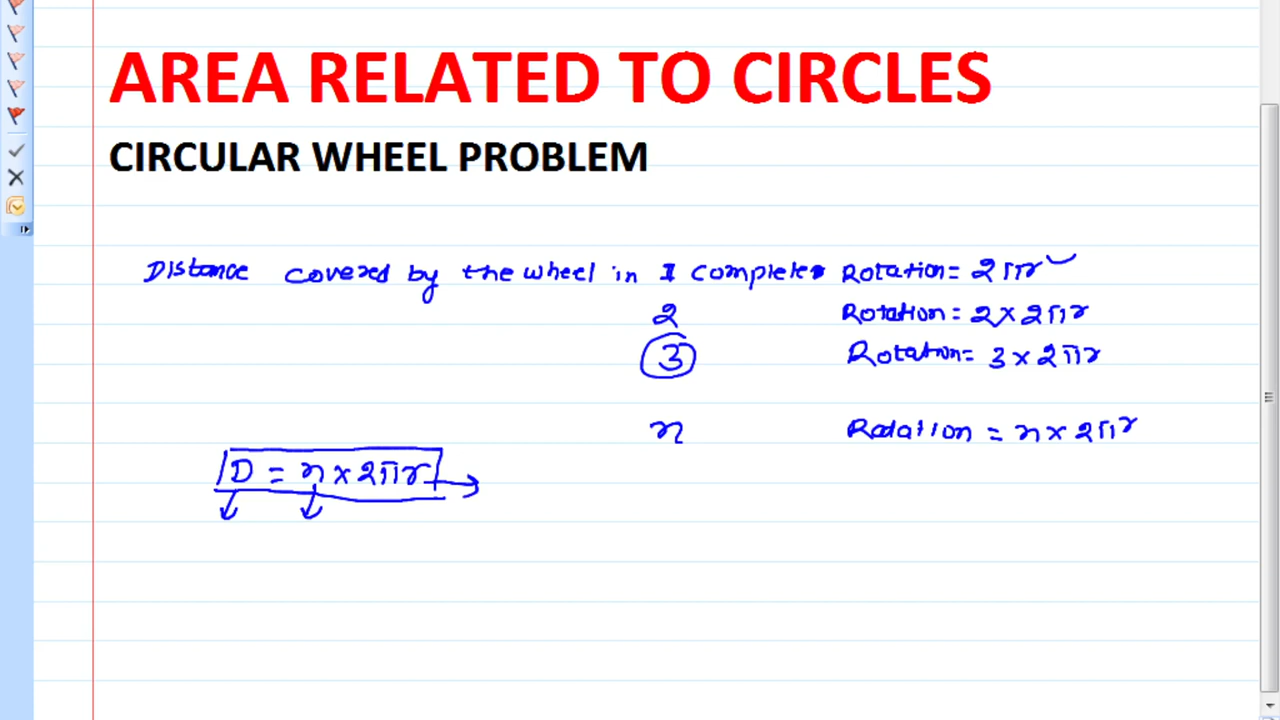 AREA RELATED TO CIRCLES
CIRCULAR WHEEL PROBLEM
Distance covered by the wheel in 1 complete Rotation = 2πr
2 Rotation = 2 × 2πr
3 Rotation = 3 × 2πr
n Rotation = n × 2πr
D = n × 2πr